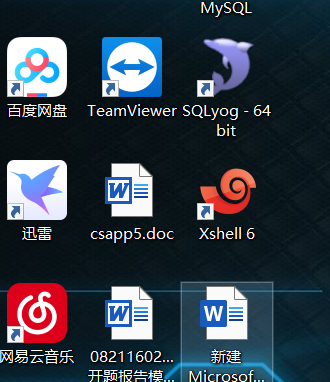 MySQL
百度网盘
TeamViewer
SQLyog - 64
bit
迅雷
csapp5.doc
Xshell 6
网易云音乐
08211602...
开题报告模...
新建
Microsof...